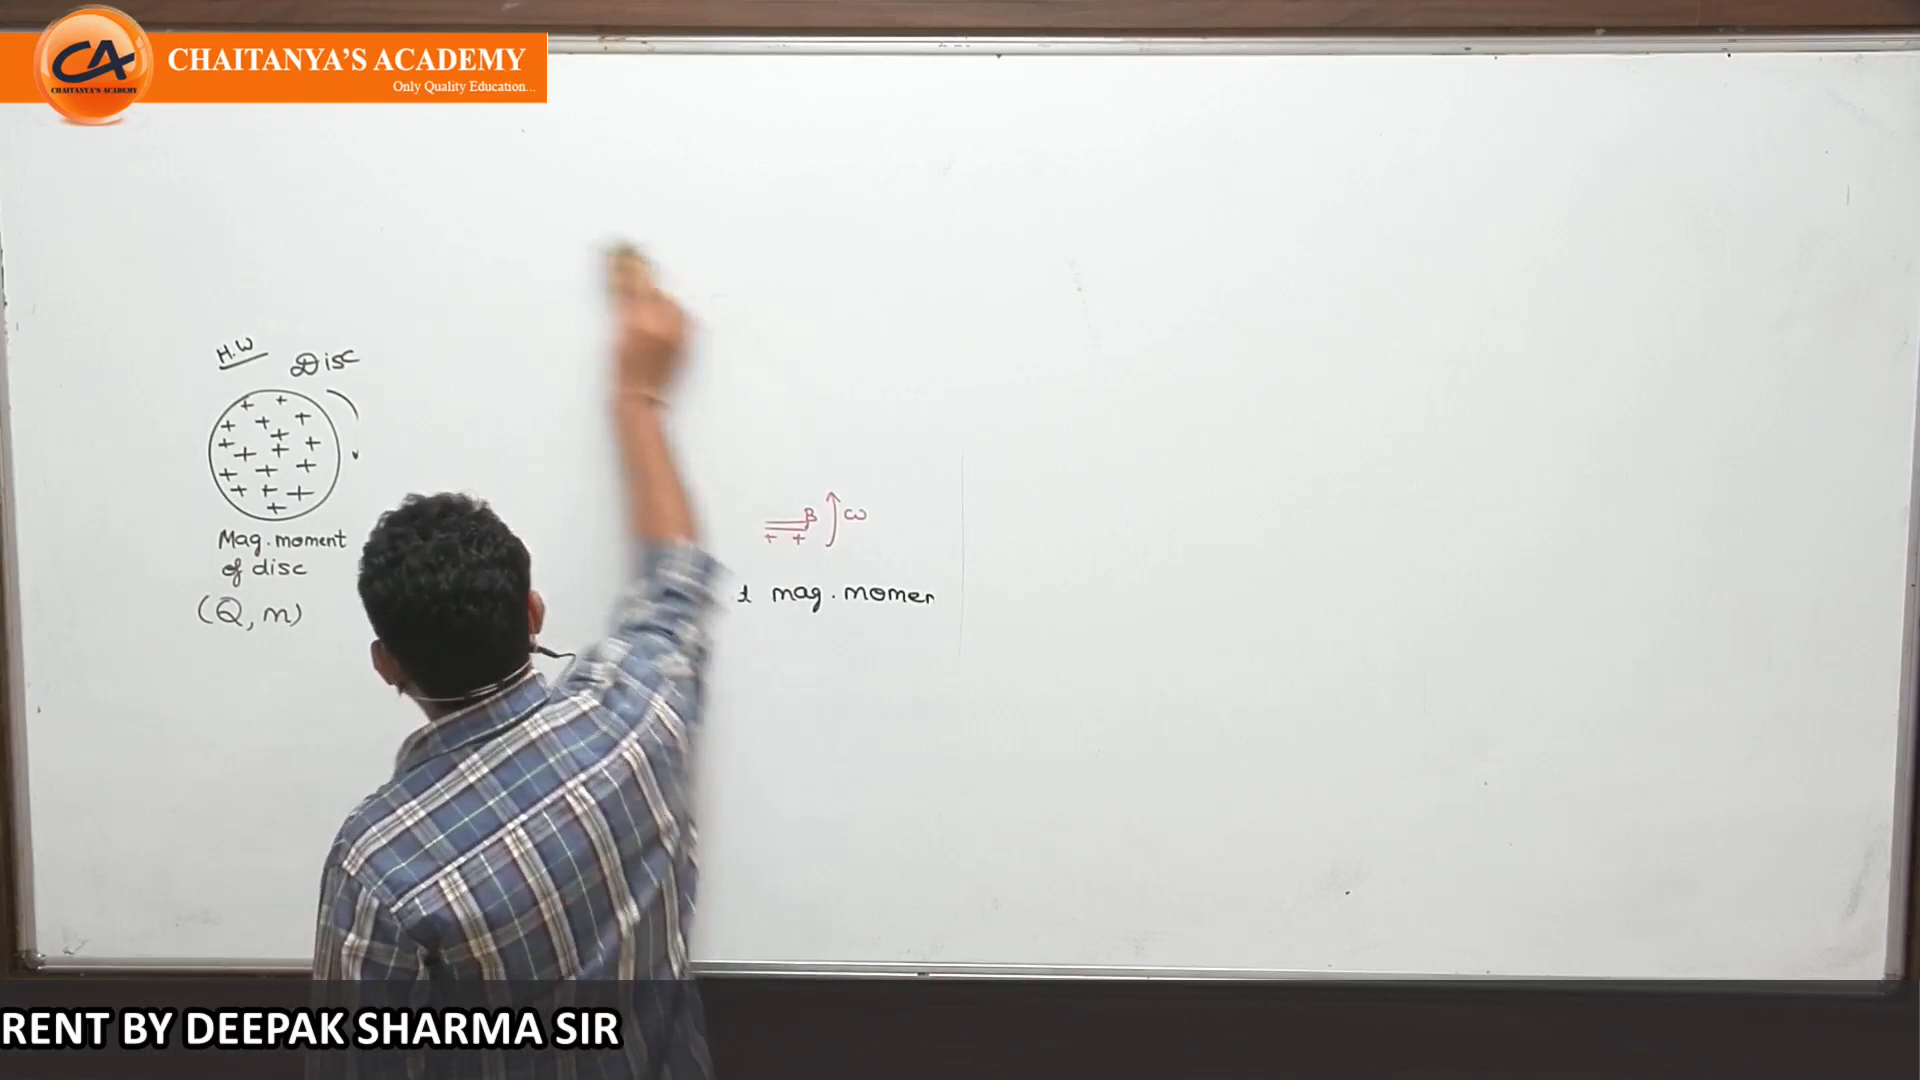 CA
CHAITANYA'S ACADEMY
CHAITANYA'S ACADEMY
Only Quality Education...
H.W
Disc
Mag. moment
of disc
(Q, m)
B ω
mag. momen
RENT BY DEEPAK SHARMA SIR